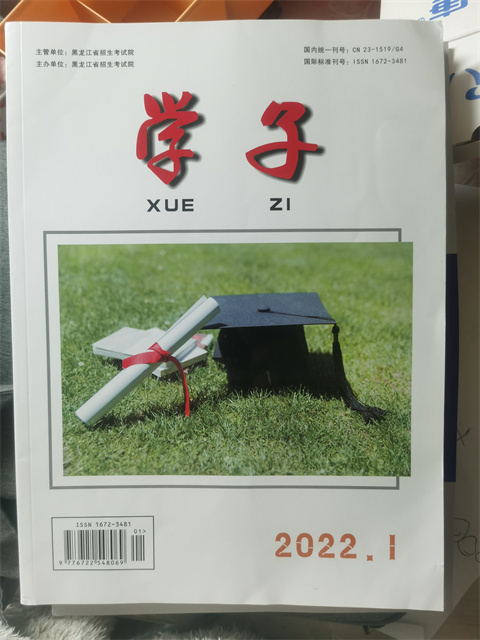 主管单位：黑龙江省招生考试院
主办单位：黑龙江省招生考试院
国内统一刊号：CN 23-1519/G4
国际标准刊号：ISSN 1672-3481
学子
XUE ZI
ISSN 1672-3481
01>
9 776722 548069
2022.1